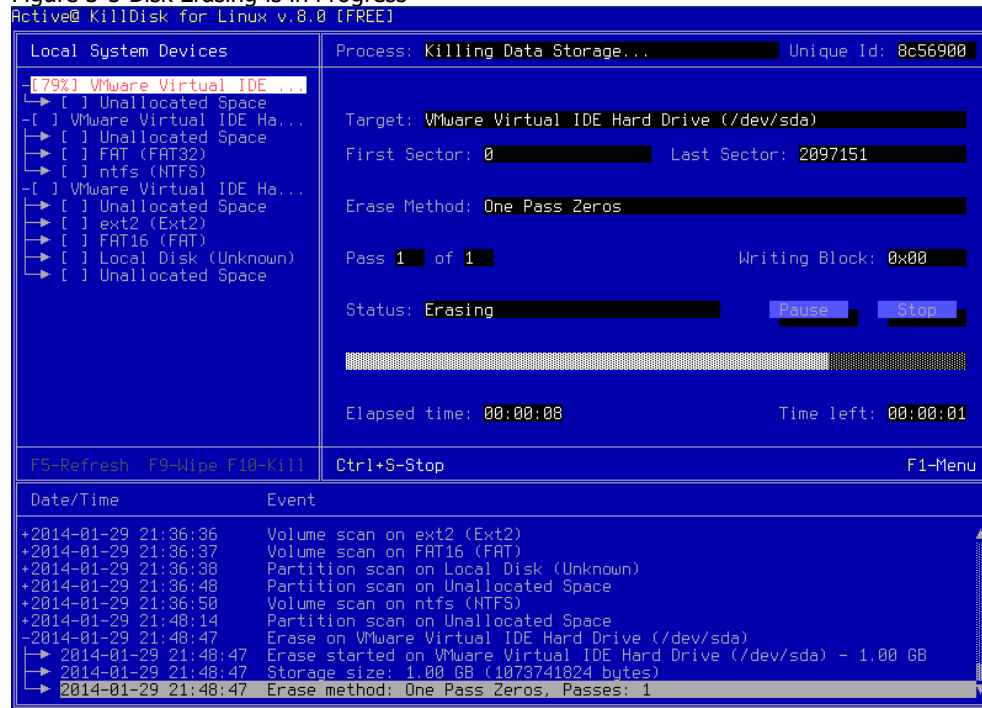 Figure 3-3 Disk Erasing is in Progress
Active@ KillDisk for Linux v.8.0 [FREE]
Local System Devices
Process: Killing Data Storage... Unique Id: 8c56900
-[79%] VMware Virtual IDE ...
[ ] Unallocated Space
-[ ] VMware Virtual IDE Ha...
[ ] Unallocated Space
[ ] FAT (FAT32)
[ ] ntfs (NTFS)
-[ ] VMware Virtual IDE Ha...
[ ] Unallocated Space
[ ] ext2 (Ext2)
[ ] FAT16 (FAT)
[ ] Local Disk (Unknown)
[ ] Unallocated Space
Target: VMware Virtual IDE Hard Drive (/dev/sda)
First Sector: 0 Last Sector: 2097151
Erase Method: One Pass Zeros
Pass 1 of 1 Writing Block: 0x00
Status: Erasing Pause Stop
Elapsed time: 00:00:08 Time left: 00:00:01
F5-Refresh F9-Wipe F10-Kill Ctrl+S-Stop F1-Menu
Date/Time Event
+2014-01-29 21:36:36 Volume scan on ext2 (Ext2)
+2014-01-29 21:36:37 Volume scan on FAT16 (FAT)
+2014-01-29 21:36:38 Partition scan on Local Disk (Unknown)
+2014-01-29 21:36:48 Partition scan on Unallocated Space
+2014-01-29 21:36:50 Volume scan on ntfs (NTFS)
+2014-01-29 21:48:14 Partition scan on Unallocated Space
-2014-01-29 21:48:47 Erase on VMware Virtual IDE Hard Drive (/dev/sda)
2014-01-29 21:48:47 Erase started on VMware Virtual IDE Hard Drive (/dev/sda) - 1.00 GB
2014-01-29 21:48:47 Storage size: 1.00 GB (1073741824 bytes)
2014-01-29 21:48:47 Erase method: One Pass Zeros, Passes: 1